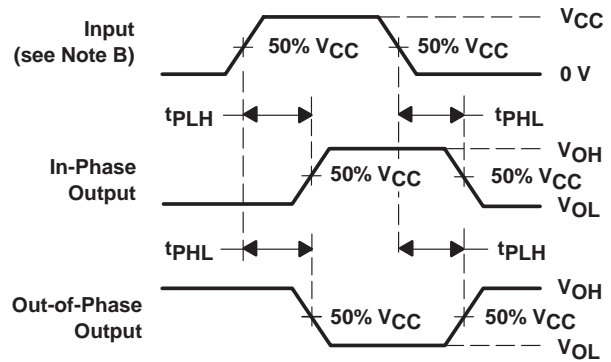 Input
(see Note B)
50% VCC
50% VCC
VCC
0 V
tPLH
tPHL
In-Phase
Output
50% VCC
50% VCC
VOH
VOL
tPHL
tPLH
Out-of-Phase
Output
50% VCC
50% VCC
VOH
VOL